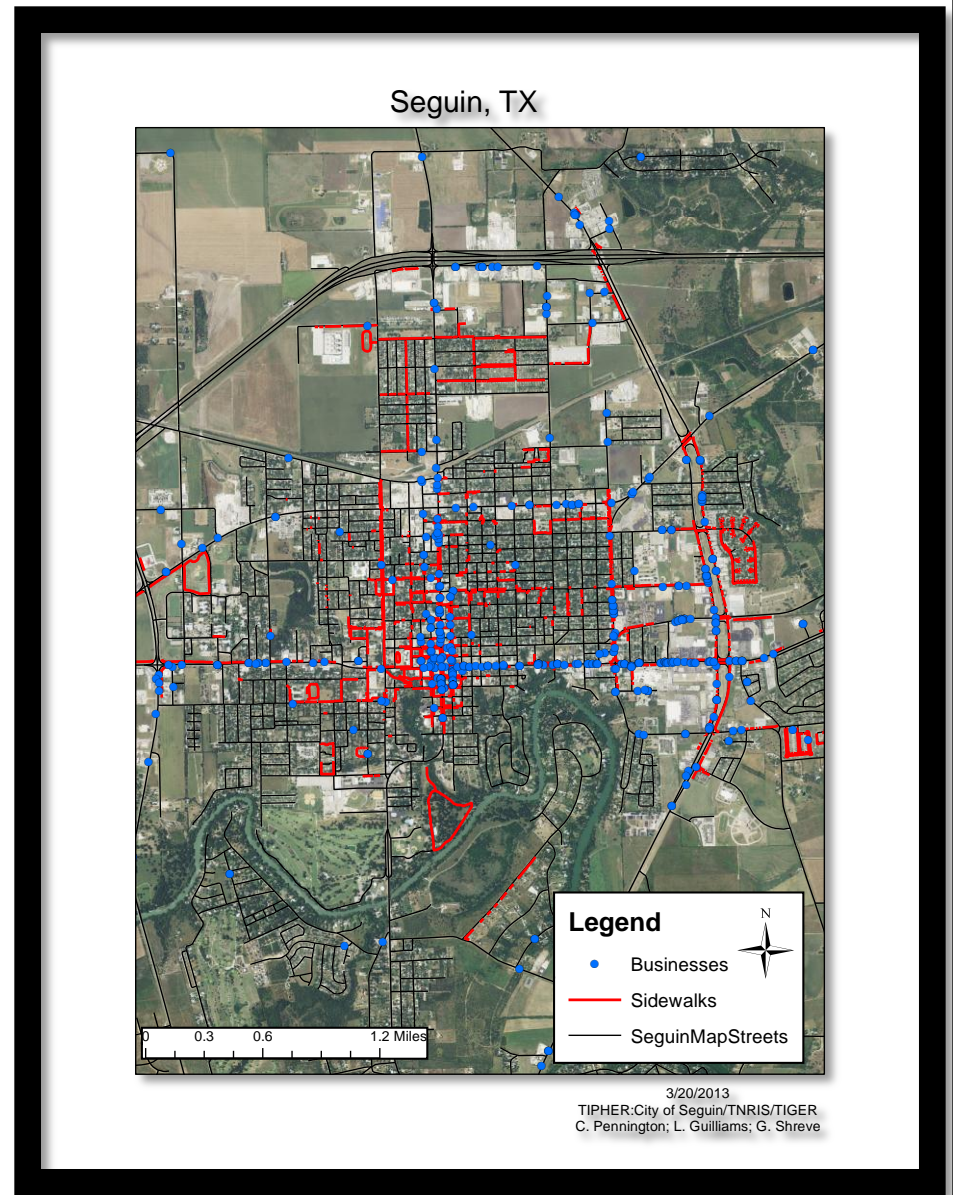 Seguin, TX
Legend
N
Businesses
Sidewalks
SeguinMapStreets
0 0.3 0.6 1.2 Miles
3/20/2013
TIPHER:City of Seguin/TNRIS/TIGER
C. Pennington; L. Guilliams; G. Shreve